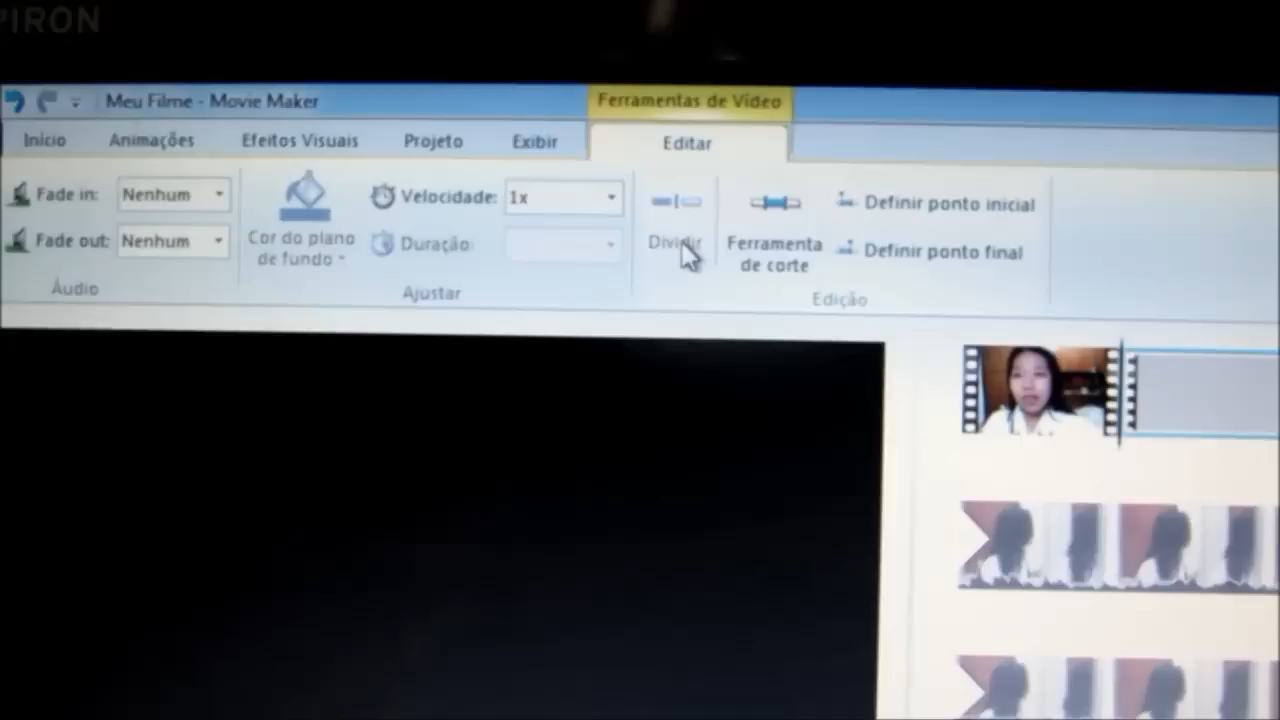 PIRON
Meu Filme - Movie Maker
Ferramentas de Vídeo
Início Animações Efeitos Visuais Projeto Exibir Editar
Fade in: Nenhum
Fade out: Nenhum
Áudio
Cor do plano
de fundo
Velocidade: 1x
Duração:
Ajustar
Dividir
Ferramenta
de corte
Definir ponto inicial
Definir ponto final
Edição